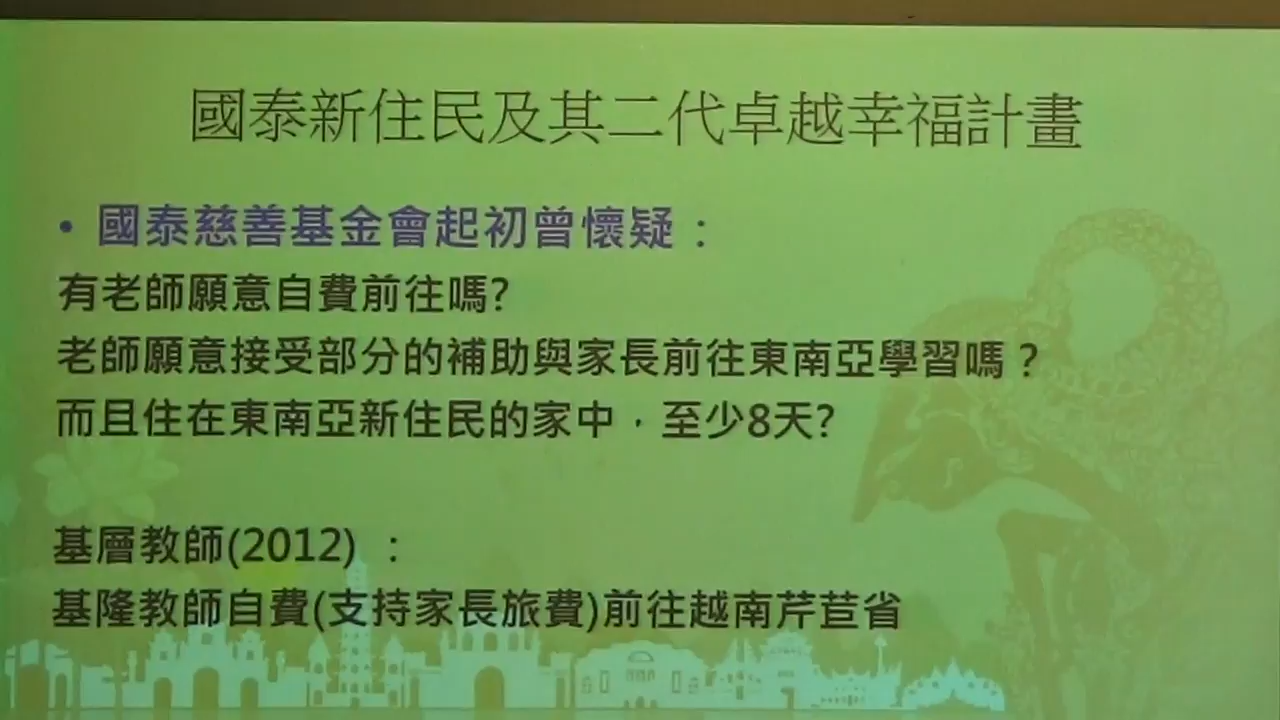 國泰新住民及其二代卓越幸福計畫
• 國泰慈善基金會起初曾懷疑：
有老師願意自費前往嗎?
老師願意接受部分的補助與家長前往東南亞學習嗎？
而且住在東南亞新住民的家中，至少8天?
基層教師(2012) ：
基隆教師自費(支持家長旅費)前往越南芹苴省